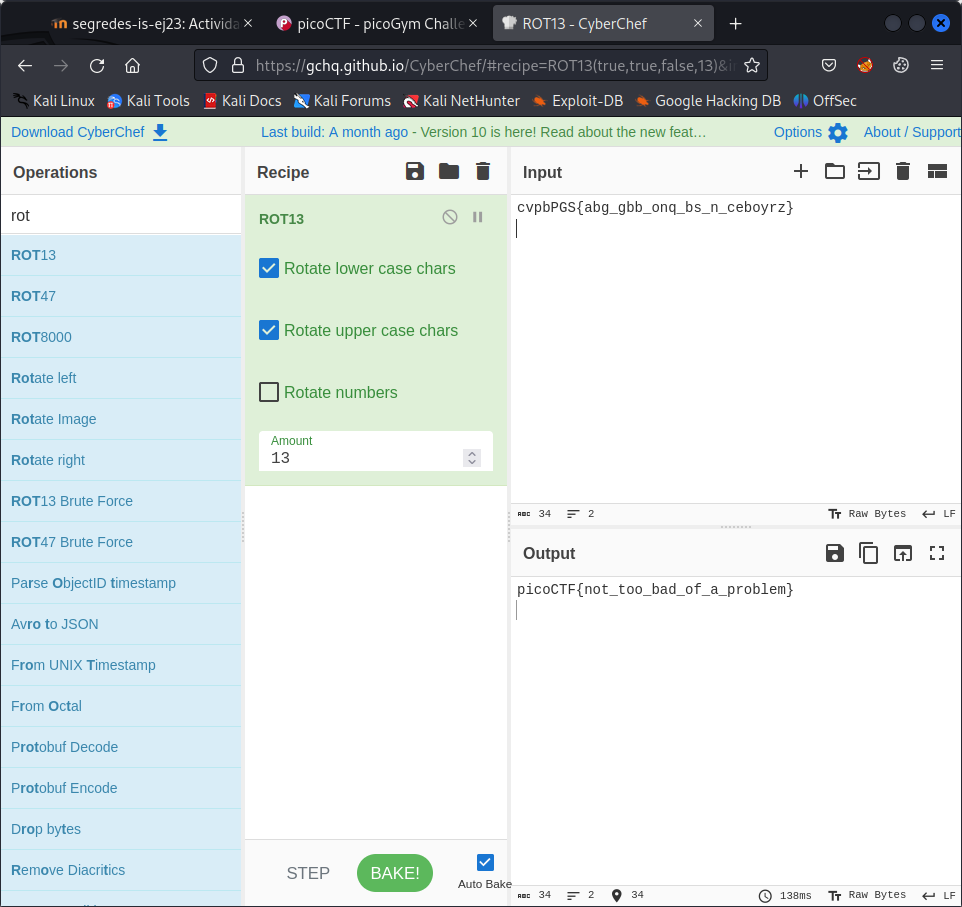 segredes-is-ej23: Activida
picoCTF - picoGym Challe
ROT13 - CyberChef
https://gchq.github.io/CyberChef/#recipe=ROT13(true,true,false,13)&i
Kali Linux
Kali Tools
Kali Docs
Kali Forums
Kali NetHunter
Exploit-DB
Google Hacking DB
OffSec
Download CyberChef
Last build: A month ago - Version 10 is here! Read about the new feat…
Options
About / Support
Operations
rot
ROT13
ROT47
ROT8000
Rotate left
Rotate Image
Rotate right
ROT13 Brute Force
ROT47 Brute Force
Parse ObjectID timestamp
Avro to JSON
From UNIX Timestamp
From Octal
Protobuf Decode
Protobuf Encode
Drop bytes
Remove Diacritics
Recipe
ROT13
Rotate lower case chars
Rotate upper case chars
Rotate numbers
Amount
13
STEP
BAKE!
Auto Bake
Input
cvpbPGS{abg_gbb_onq_bs_n_ceboyrz}
ABC 34 2 Tт Raw Bytes LF
Output
picoCTF{not_too_bad_of_a_problem}
ABC 34 2 34 138ms Tт Raw Bytes LF